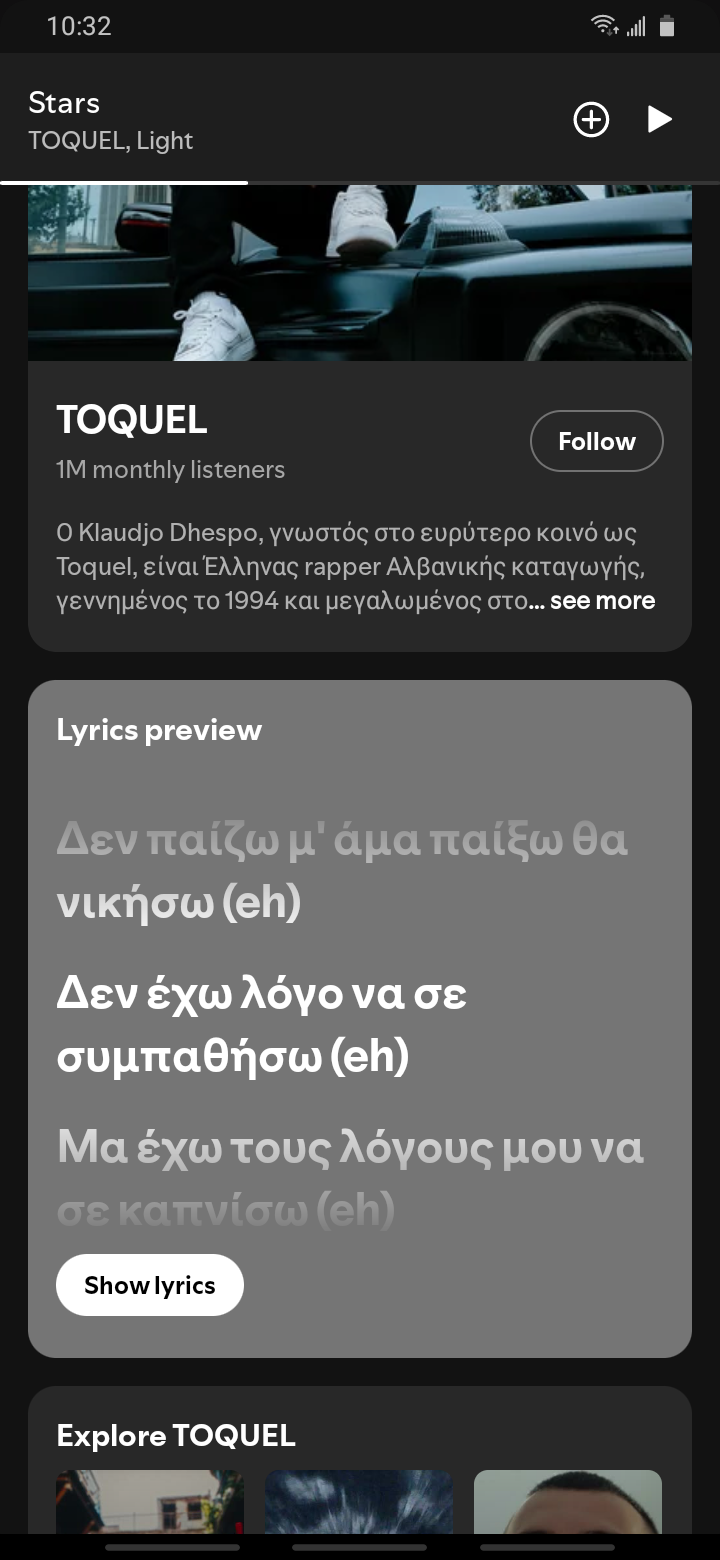 10:32
Stars
TOQUEL, Light
TOQUEL
Follow
1M monthly listeners
Ο Klaudjo Dhespo, γνωστός στο ευρύτερο κοινό ως
Toquel, είναι Έλληνας rapper Αλβανικής καταγωγής,
γεννημένος το 1994 και μεγαλωμένος στο... see more
Lyrics preview
Δεν παίζω μ' άμα παίξω θα
νικήσω (eh)
Δεν έχω λόγο να σε
συμπαθήσω (eh)
Μα έχω τους λόγους μου να
σε καπνίσω (eh)
Show lyrics
Explore TOQUEL